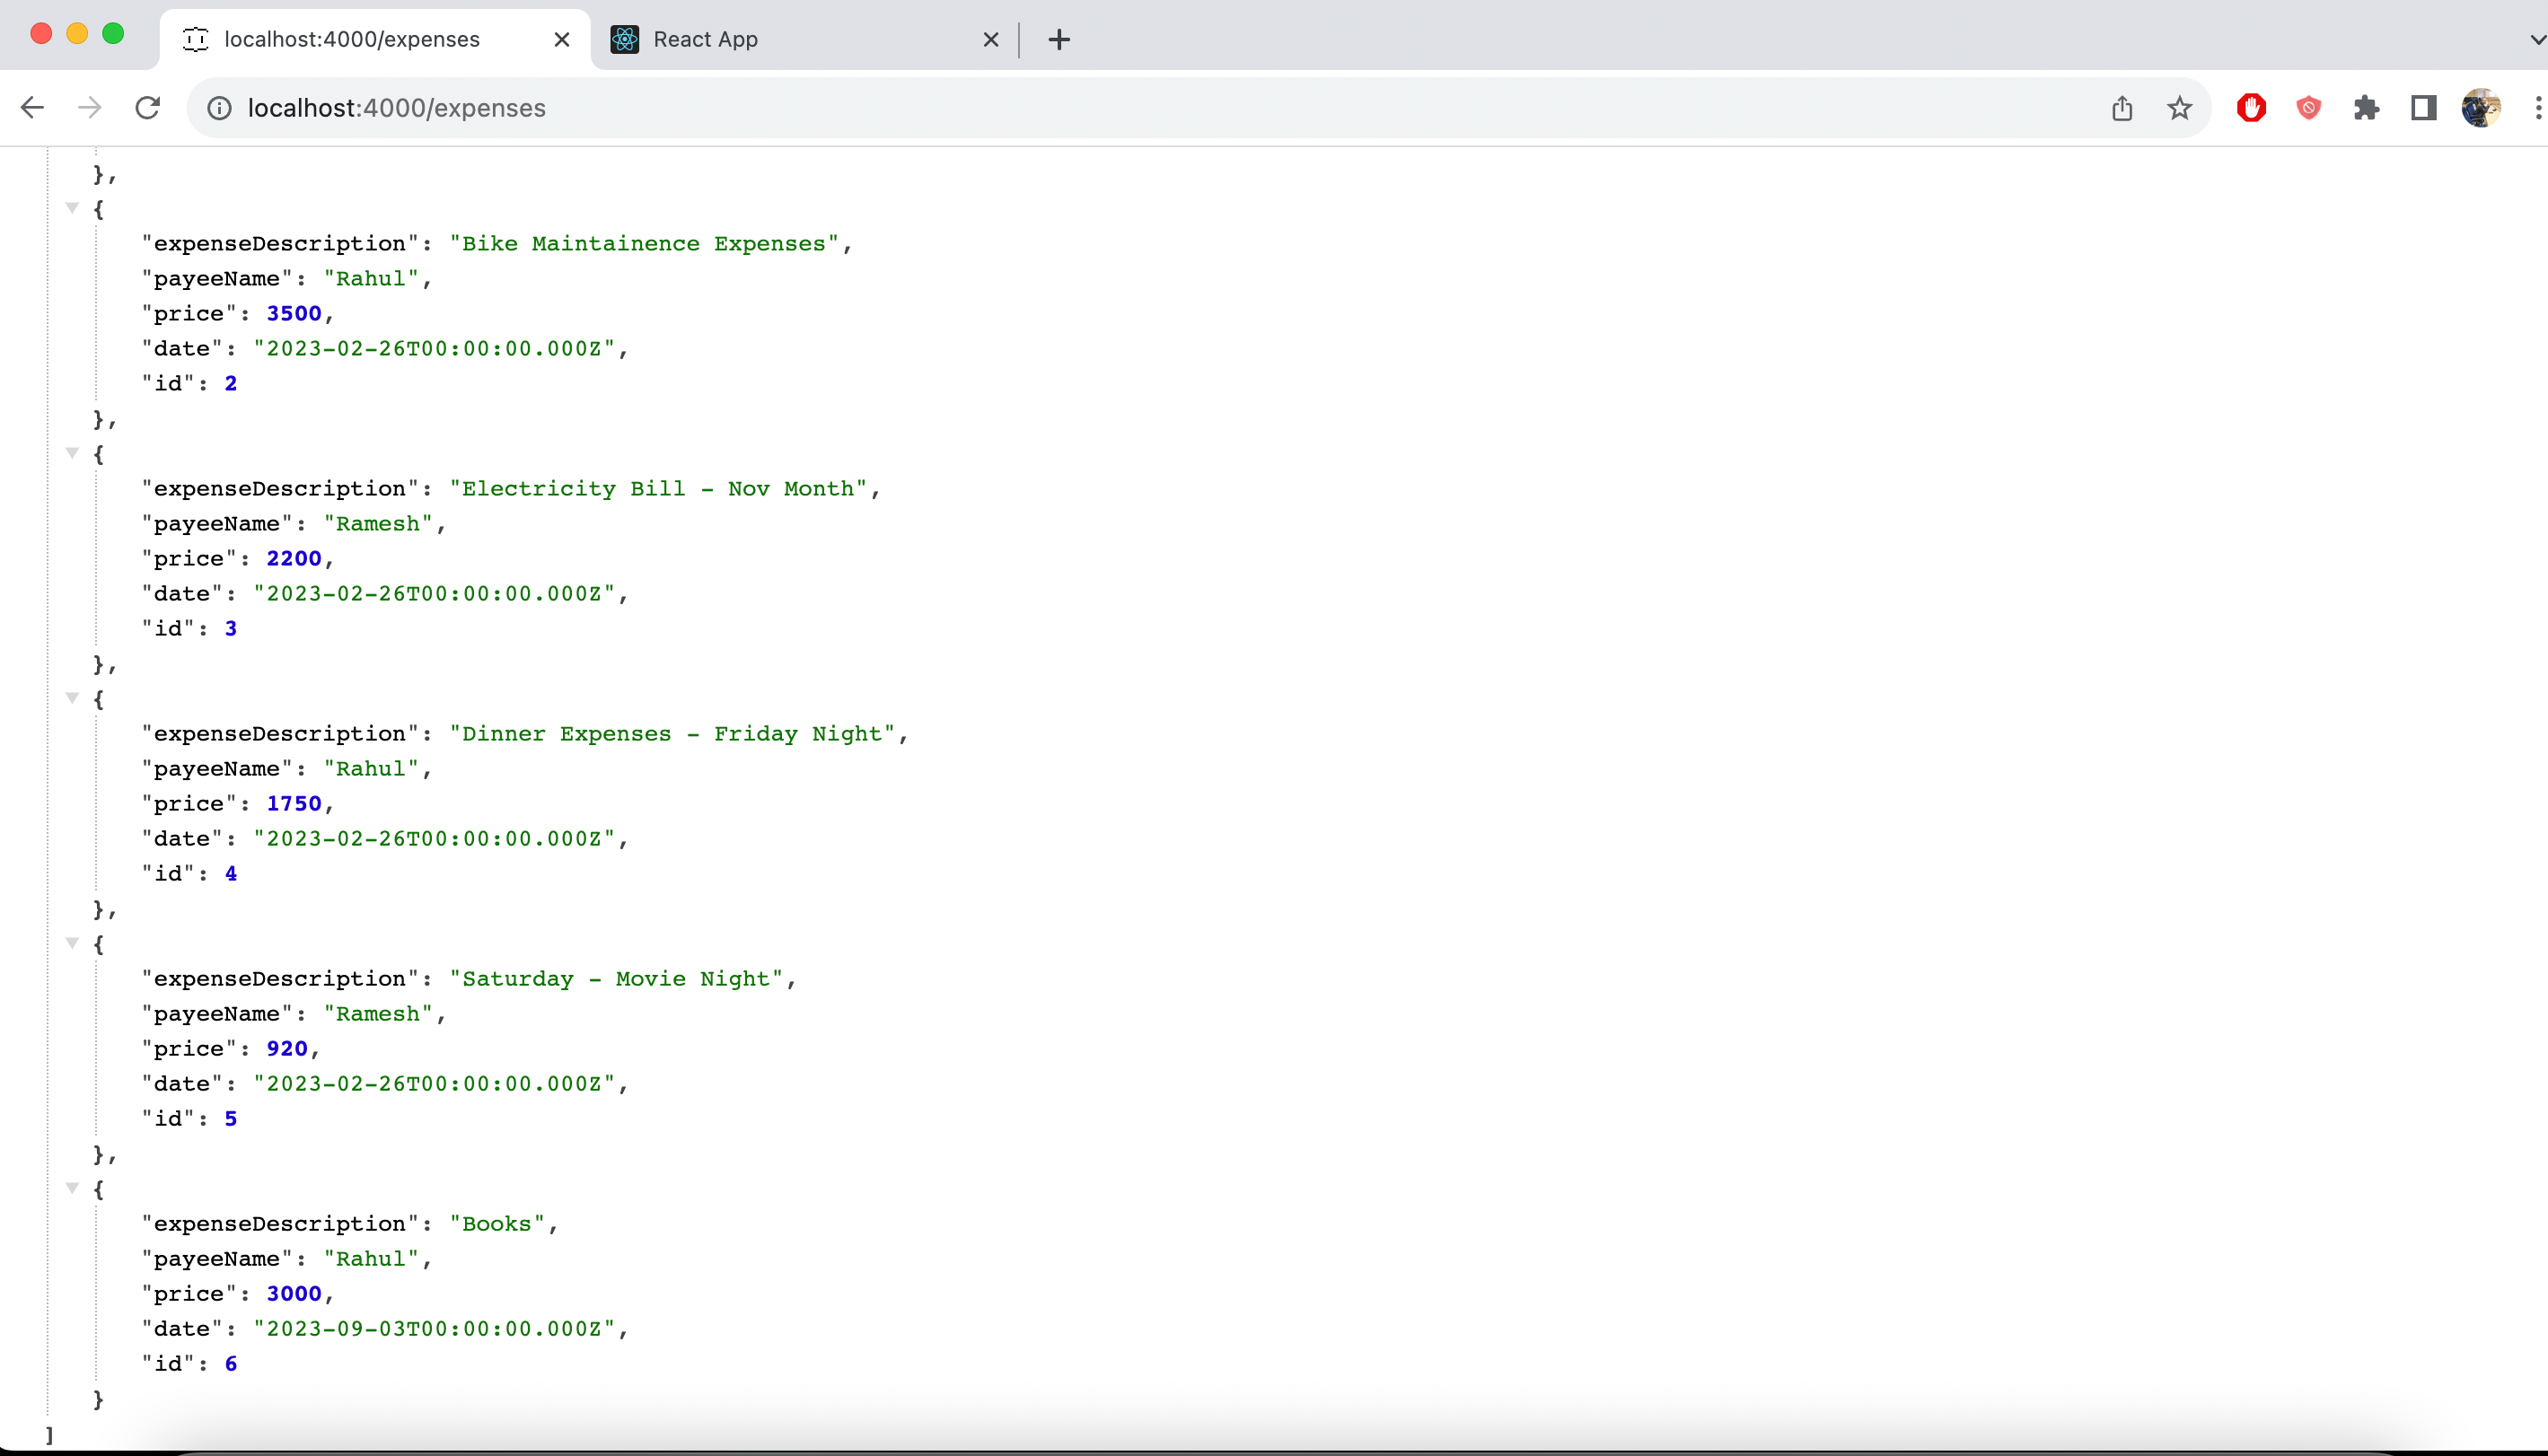 localhost:4000/expenses
React App
localhost:4000/expenses
},
{
"expenseDescription": "Bike Maintainence Expenses",
"payeeName": "Rahul",
"price": 3500,
"date": "2023-02-26T00:00:00.000Z",
"id": 2
},
{
"expenseDescription": "Electricity Bill - Nov Month",
"payeeName": "Ramesh",
"price": 2200,
"date": "2023-02-26T00:00:00.000Z",
"id": 3
},
{
"expenseDescription": "Dinner Expenses - Friday Night",
"payeeName": "Rahul",
"price": 1750,
"date": "2023-02-26T00:00:00.000Z",
"id": 4
},
{
"expenseDescription": "Saturday - Movie Night",
"payeeName": "Ramesh",
"price": 920,
"date": "2023-02-26T00:00:00.000Z",
"id": 5
},
{
"expenseDescription": "Books",
"payeeName": "Rahul",
"price": 3000,
"date": "2023-09-03T00:00:00.000Z",
"id": 6
}
]